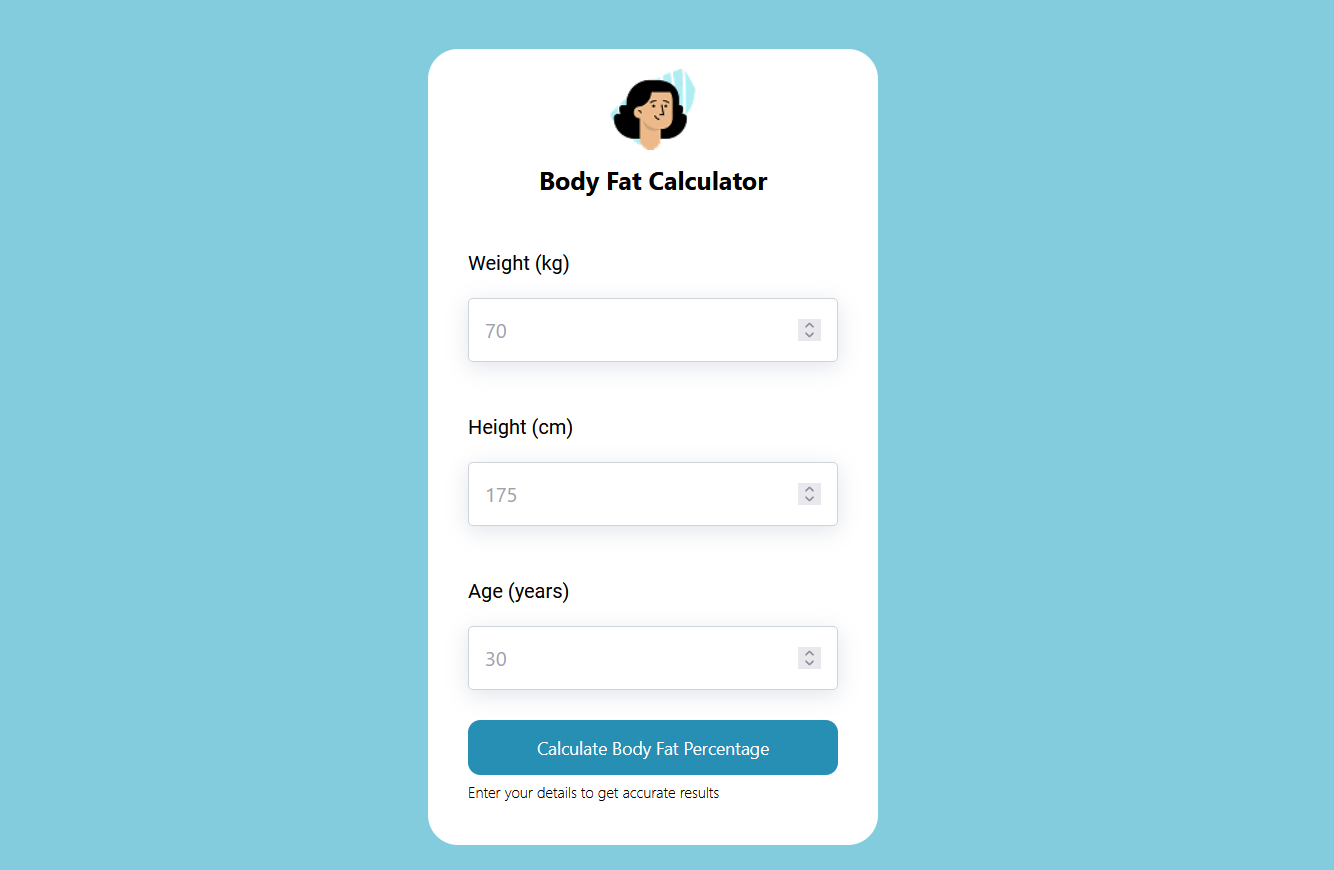 Body Fat Calculator
Weight (kg)
70
Height (cm)
175
Age (years)
30
Calculate Body Fat Percentage
Enter your details to get accurate results